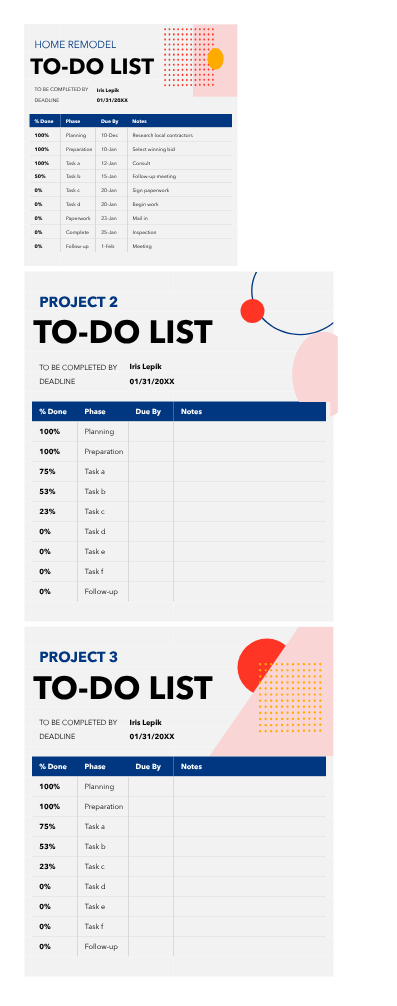 HOME REMODEL
TO-DO LIST
TO BE COMPLETED BY Iris Lepik
DEADLINE 01/31/20XX
% Done Phase Due By Notes
100% Planning 10-Dec Research local contractors
100% Preparation 10-Jan Select winning bid
100% Task a 12-Jan Consult
50% Task b 15-Jan Follow-up meeting
0% Task c 20-Jan Sign paperwork
0% Task d 20-Jan Begin work
0% Paperwork 23-Jan Mail in
0% Complete 25-Jan Inspection
0% Follow-up 1-Feb Meeting
PROJECT 2
TO-DO LIST
TO BE COMPLETED BY Iris Lepik
DEADLINE 01/31/20XX
% Done Phase Due By Notes
100% Planning
100% Preparation
75% Task a
53% Task b
23% Task c
0% Task d
0% Task e
0% Task f
0% Follow-up
PROJECT 3
TO-DO LIST
TO BE COMPLETED BY Iris Lepik
DEADLINE 01/31/20XX
% Done Phase Due By Notes
100% Planning
100% Preparation
75% Task a
53% Task b
23% Task c
0% Task d
0% Task e
0% Task f
0% Follow-up